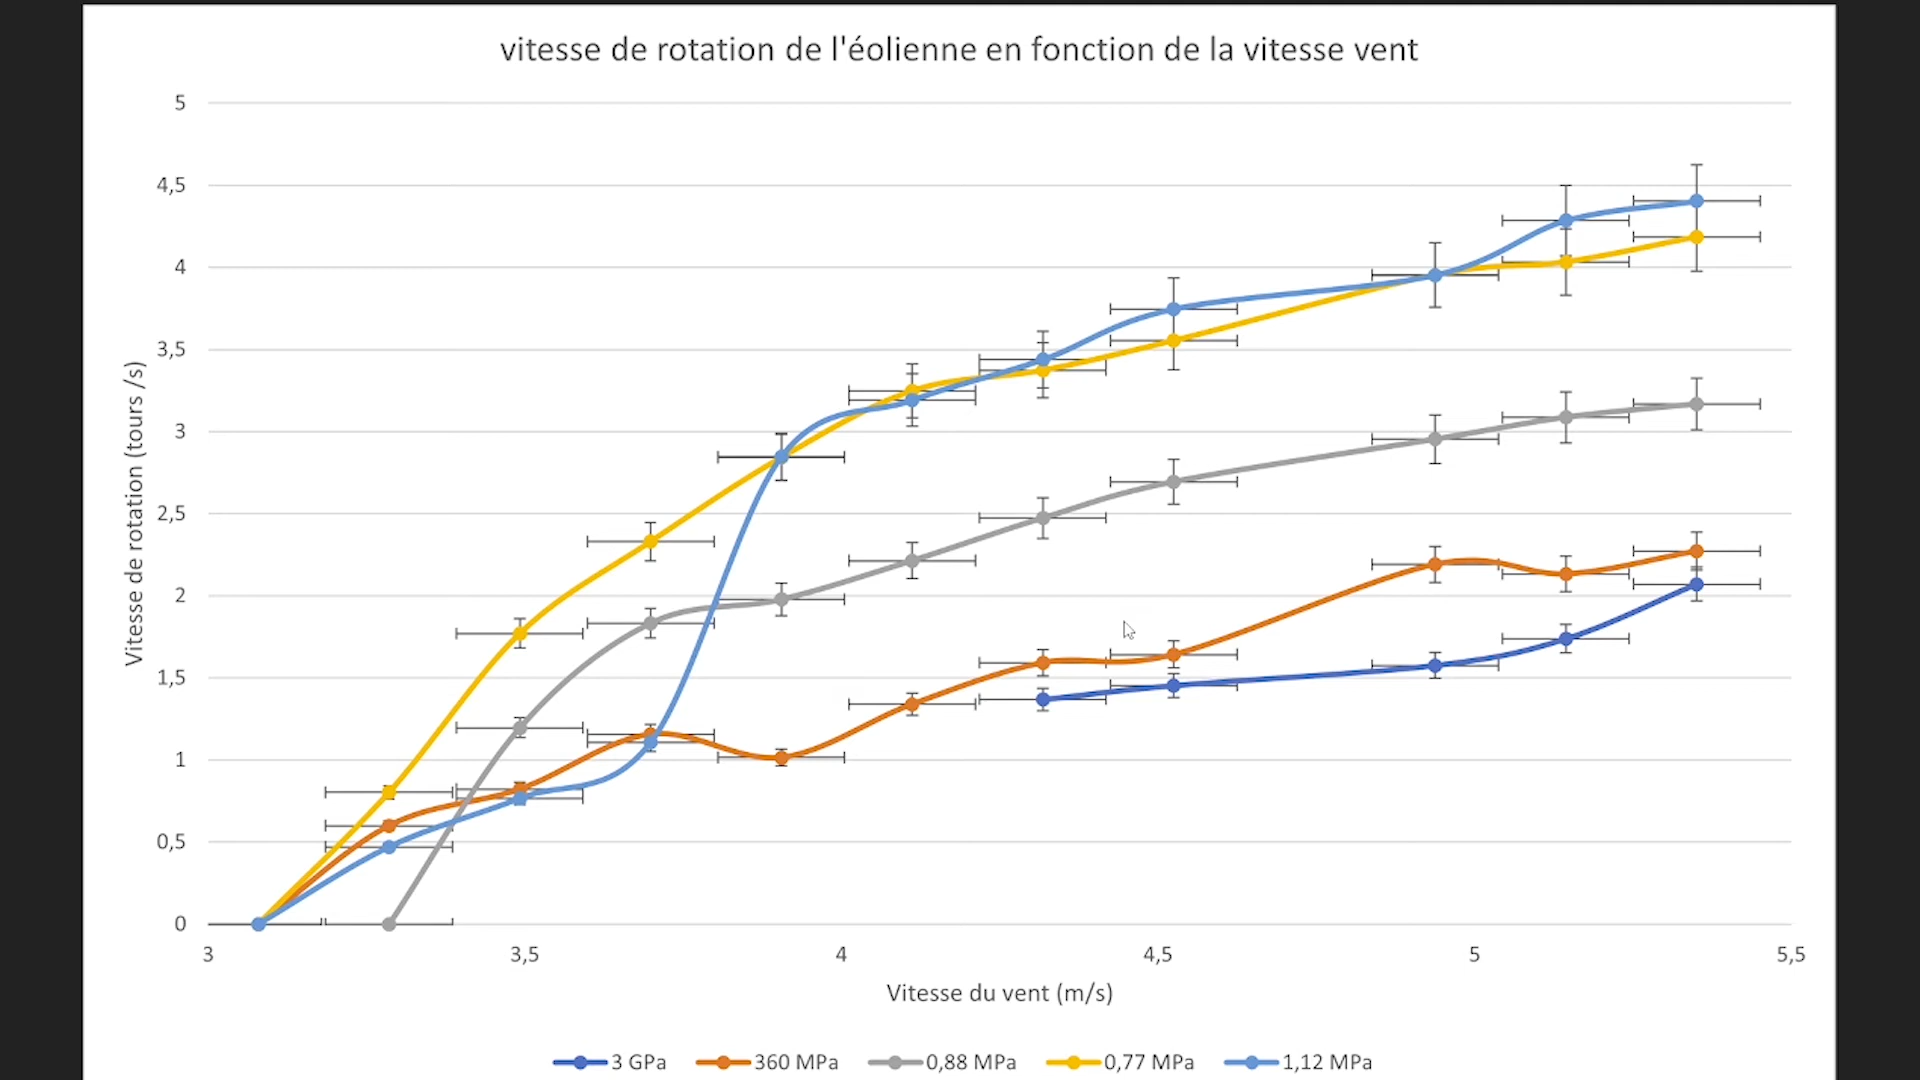 vitesse de rotation de l'éolienne en fonction de la vitesse vent
5
4,5
4
3,5
3
2,5
2
1,5
1
0,5
0
Vitesse de rotation (tours /s)
3 3,5 4 4,5 5 5,5
Vitesse du vent (m/s)
3 GPa 360 MPa 0,88 MPa 0,77 MPa 1,12 MPa